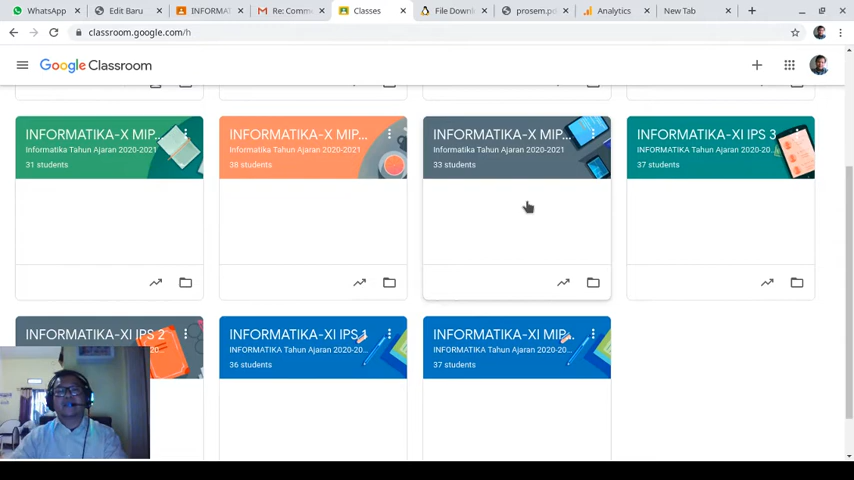 WhatsApp
Edit Baru
INFORMATI
Re: Comm
Classes
File Downl
prosem.pd
Analytics
New Tab
classroom.google.com/h
Google Classroom
INFORMATIKA-X MIP...
Informatika Tahun Ajaran 2020-2021
31 students
INFORMATIKA-X MIP...
Informatika Tahun Ajaran 2020-2021
38 students
INFORMATIKA-X MIP...
Informatika Tahun Ajaran 2020-2021
33 students
INFORMATIKA-XI IPS 3
INFORMATIKA Tahun Ajaran 2020-20...
37 students
INFORMATIKA-XI IPS 2
20...
INFORMATIKA-XI IPS 1
INFORMATIKA Tahun Ajaran 2020-20...
36 students
INFORMATIKA-XI MIP...
INFORMATIKA Tahun Ajaran 2020-20...
37 students